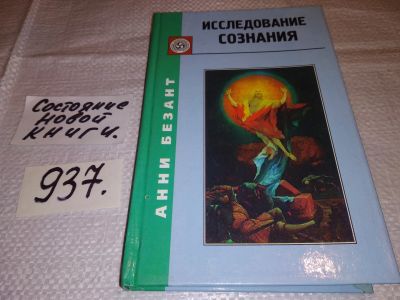 ИССЛЕДОВАНИЕ
СОЗНАНИЯ
АННИ БЕЗАНТ
Состояние
новой
книги.
937.